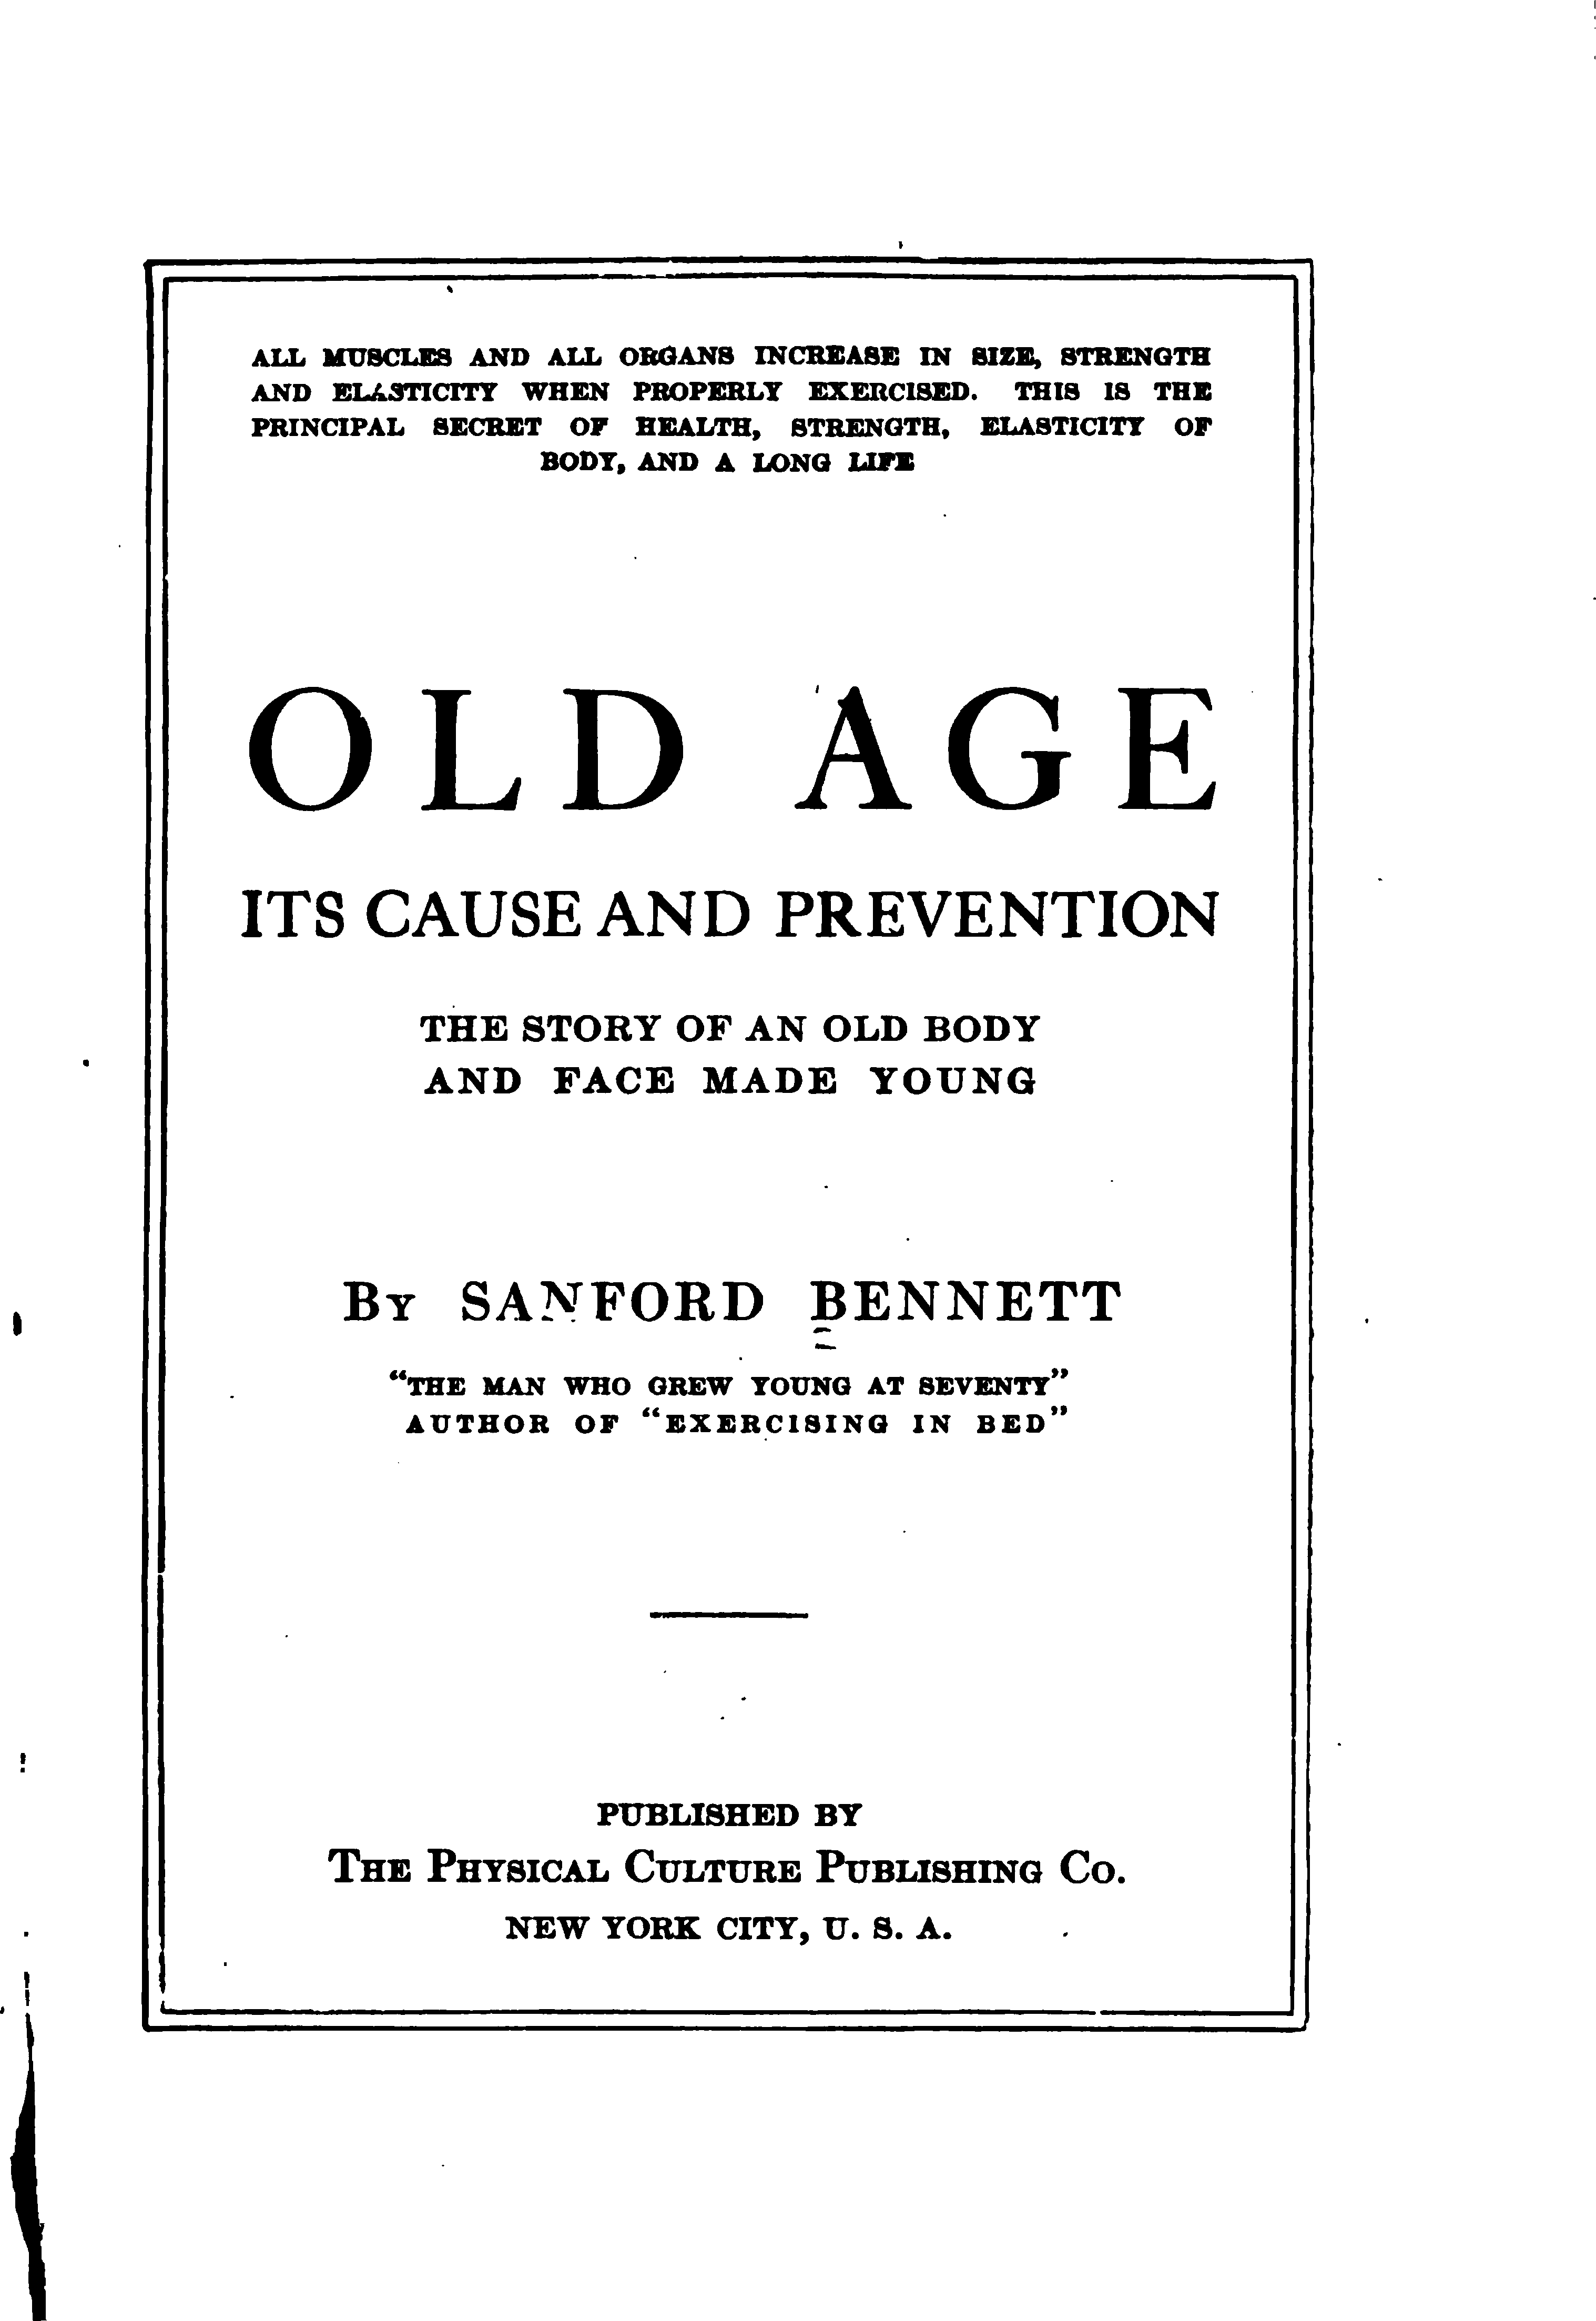 ALL MUSCLES AND ALL ORGANS INCREASE IN SIZE, STRENGTH
AND ELASTICITY WHEN PROPERLY EXERCISED. THIS IS THE
PRINCIPAL SECRET OF HEALTH, STRENGTH, ELASTICITY OF
BODY, AND A LONG LIFE
OLD AGE
ITS CAUSE AND PREVENTION
THE STORY OF AN OLD BODY
AND FACE MADE YOUNG
BY SANFORD BENNETT
“THE MAN WHO GREW YOUNG AT SEVENTY”
AUTHOR OF “EXERCISING IN BED”
PUBLISHED BY
THE PHYSICAL CULTURE PUBLISHING CO.
NEW YORK CITY, U. S. A.